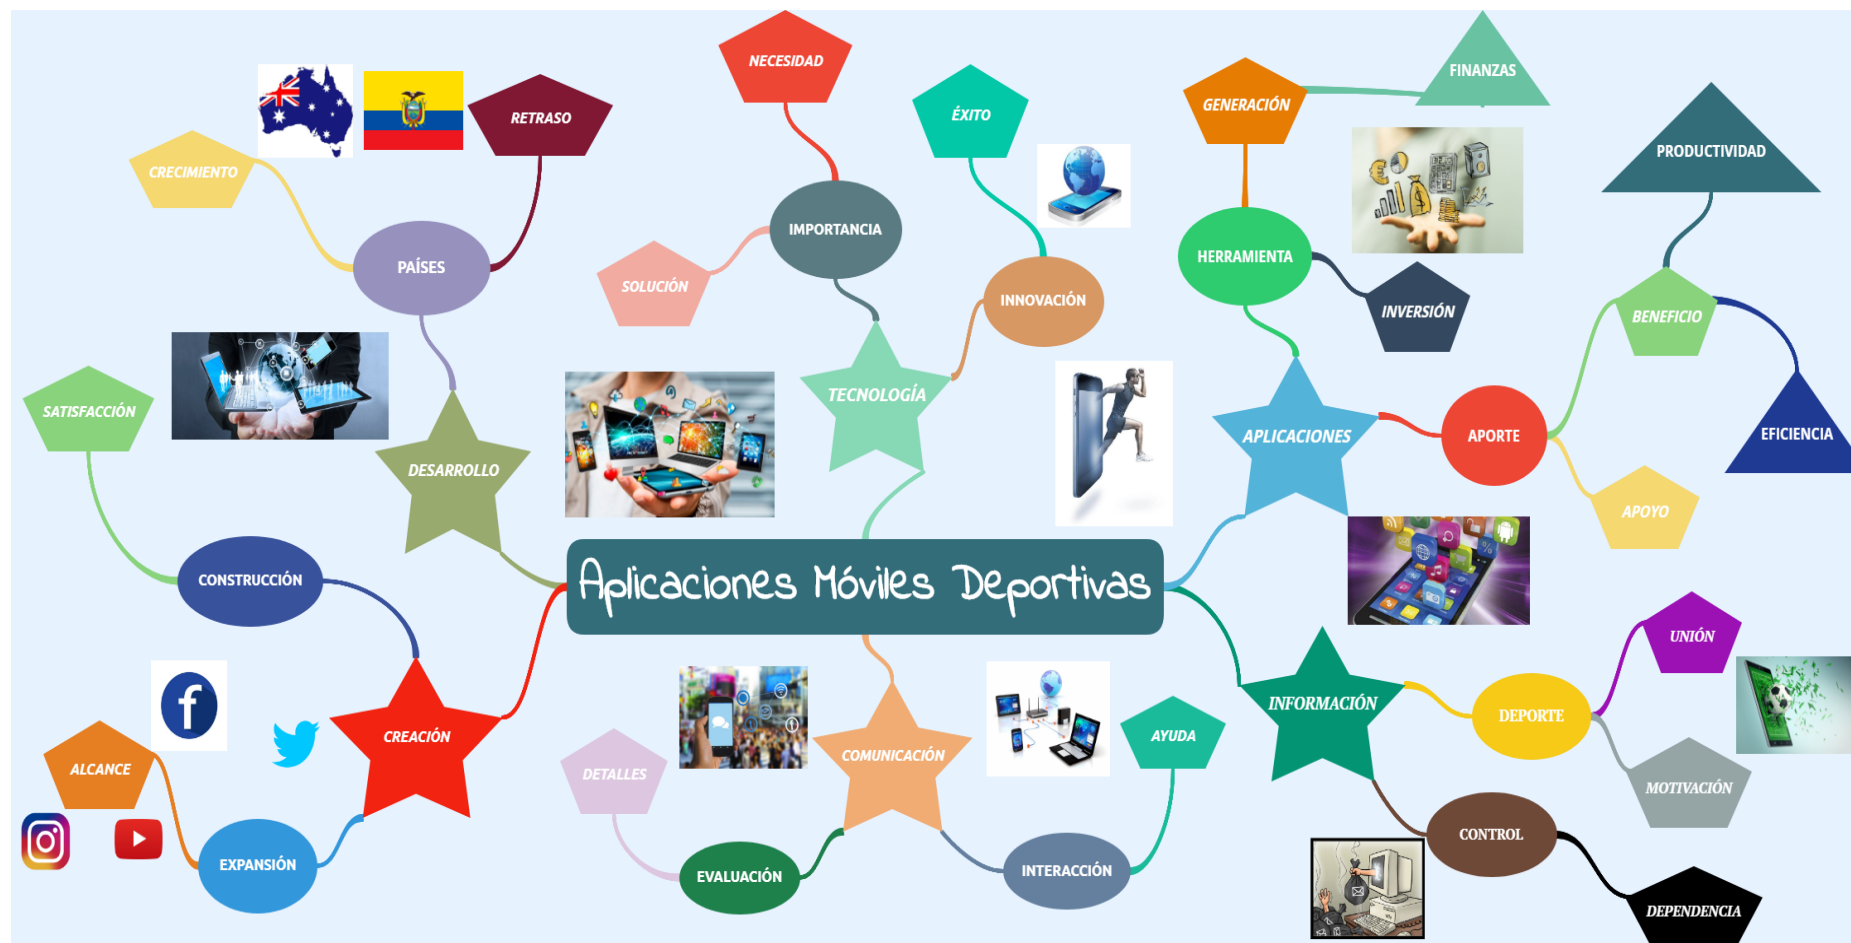 NECESIDAD
FINANZAS
GENERACIÓN
ÉXITO
RETRASO
PRODUCTIVIDAD
CRECIMIENTO
IMPORTANCIA
HERRAMIENTA
PAÍSES
SOLUCIÓN
INNOVACIÓN
INVERSIÓN
BENEFICIO
TECNOLOGÍA
SATISFACCIÓN
APLICACIONES
APORTE
EFICIENCIA
DESARROLLO
APOYO
CONSTRUCCIÓN
Aplicaciones Móviles Deportivas
UNIÓN
INFORMACIÓN
DEPORTE
CREACIÓN
AYUDA
COMUNICACIÓN
ALCANCE
DETALLES
MOTIVACIÓN
CONTROL
EXPANSIÓN
EVALUACIÓN
INTERACCIÓN
DEPENDENCIA